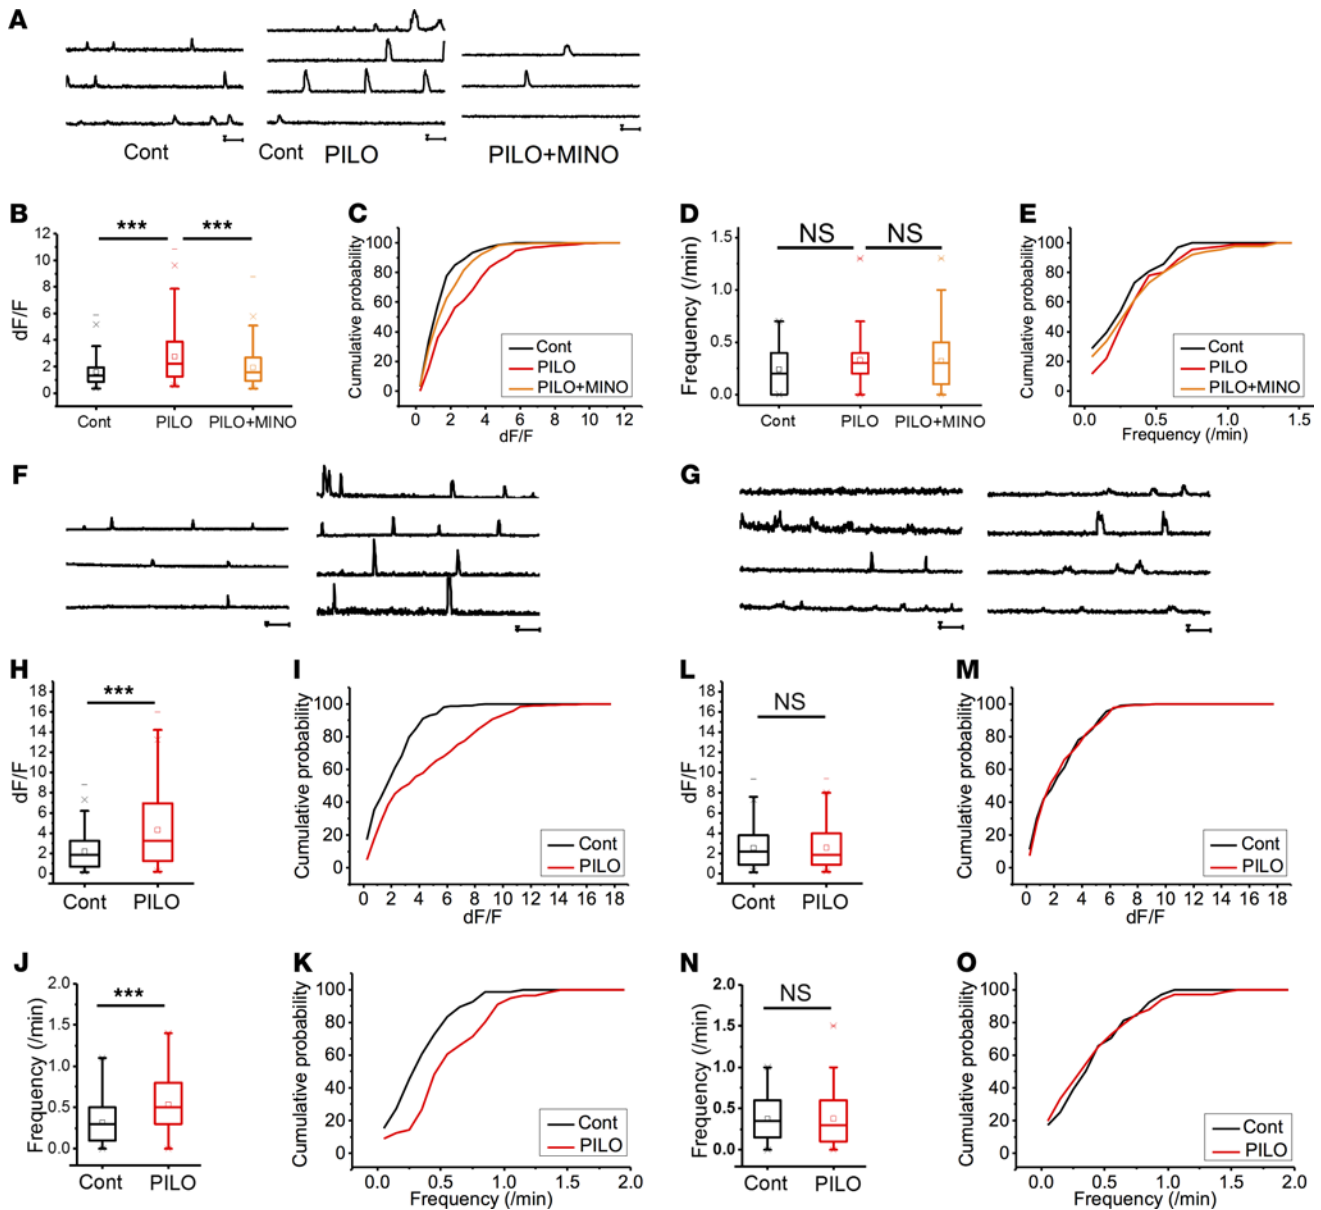 A
Cont
Cont PILO
PILO+MINO
B
***
***
12
10
8
6
4
2
0
dF/F
Cont
PILO
PILO+MINO
C
100
80
60
40
20
0
Cumulative probability
Cont
PILO
PILO+MINO
0 2 4 6 8 10 12
dF/F
D
NS
NS
1.5
1.0
0.5
0.0
Frequency (/min)
Cont
PILO
PILO+MINO
E
100
80
60
40
20
0
Cumulative probability
Cont
PILO
PILO+MINO
0.0 0.5 1.0 1.5
Frequency (/min)
F
G
H
***
18
16
14
12
10
8
6
4
2
0
dF/F
Cont PILO
I
100
80
60
40
20
0
Cumulative probability
Cont
PILO
0 2 4 6 8 10 12 14 16 18
dF/F
L
NS
18
16
14
12
10
8
6
4
2
0
dF/F
Cont PILO
M
100
80
60
40
20
0
Cumulative probability
Cont
PILO
0 2 4 6 8 10 12 14 16 18
dF/F
J
***
2.0
1.5
1.0
0.5
0.0
Frequency (/min)
Cont PILO
K
100
80
60
40
20
0
Cumulative probability
Cont
PILO
0.0 0.5 1.0 1.5 2.0
Frequency (/min)
N
NS
2.0
1.5
1.0
0.5
0.0
Frequency (/min)
Cont PILO
O
100
80
60
40
20
0
Cumulative probability
Cont
PILO
0.0 0.5 1.0 1.5 2.0
Frequency (/min)